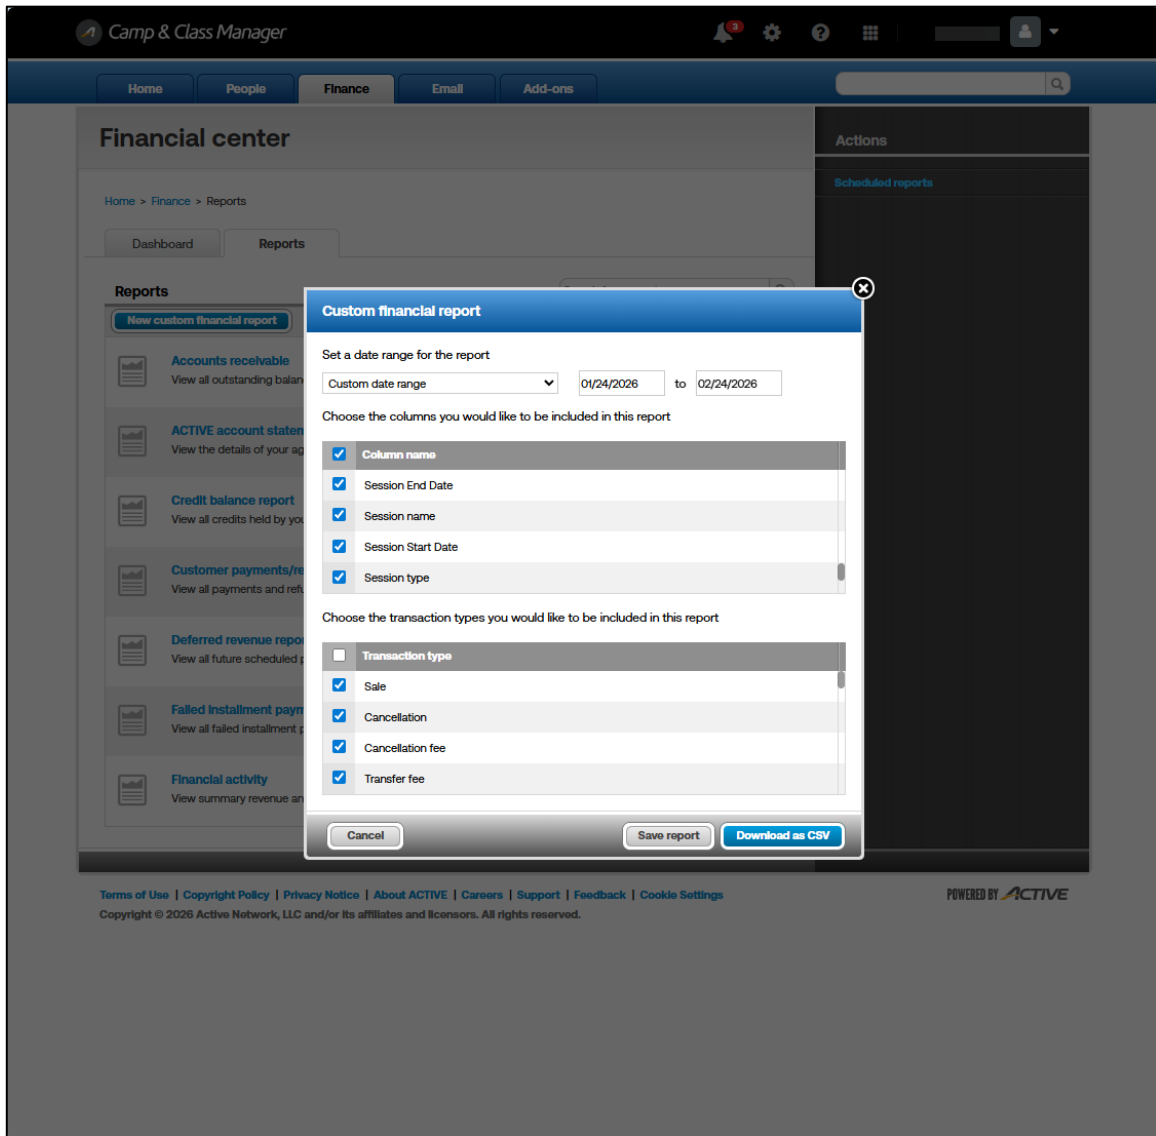 Camp & Class Manager
3
Home People Finance Email Add-ons
Financial center
Actions
Scheduled reports
Home > Finance > Reports
Dashboard Reports
Reports
New custom financial report
Custom financial report
Accounts receivable
View all outstanding balan
ACTIVE account staten
View the details of your ag
Credit balance report
View all credits held by you
Customer payments/re
View all payments and refu
Deferred revenue repo
View all future scheduled p
Failed installment paym
View all failed installment p
Financial activity
View summary revenue an
Set a date range for the report
Custom date range 01/24/2026 to 02/24/2026
Choose the columns you would like to be included in this report
Column name
Session End Date
Session name
Session Start Date
Session type
Choose the transaction types you would like to be included in this report
Transaction type
Sale
Cancellation
Cancellation fee
Transfer fee
Cancel Save report Download as CSV
Terms of Use | Copyright Policy | Privacy Notice | About ACTIVE | Careers | Support | Feedback | Cookie Settings
POWERED BY ACTIVE
Copyright © 2026 Active Network, LLC and/or its affiliates and licensors. All rights reserved.